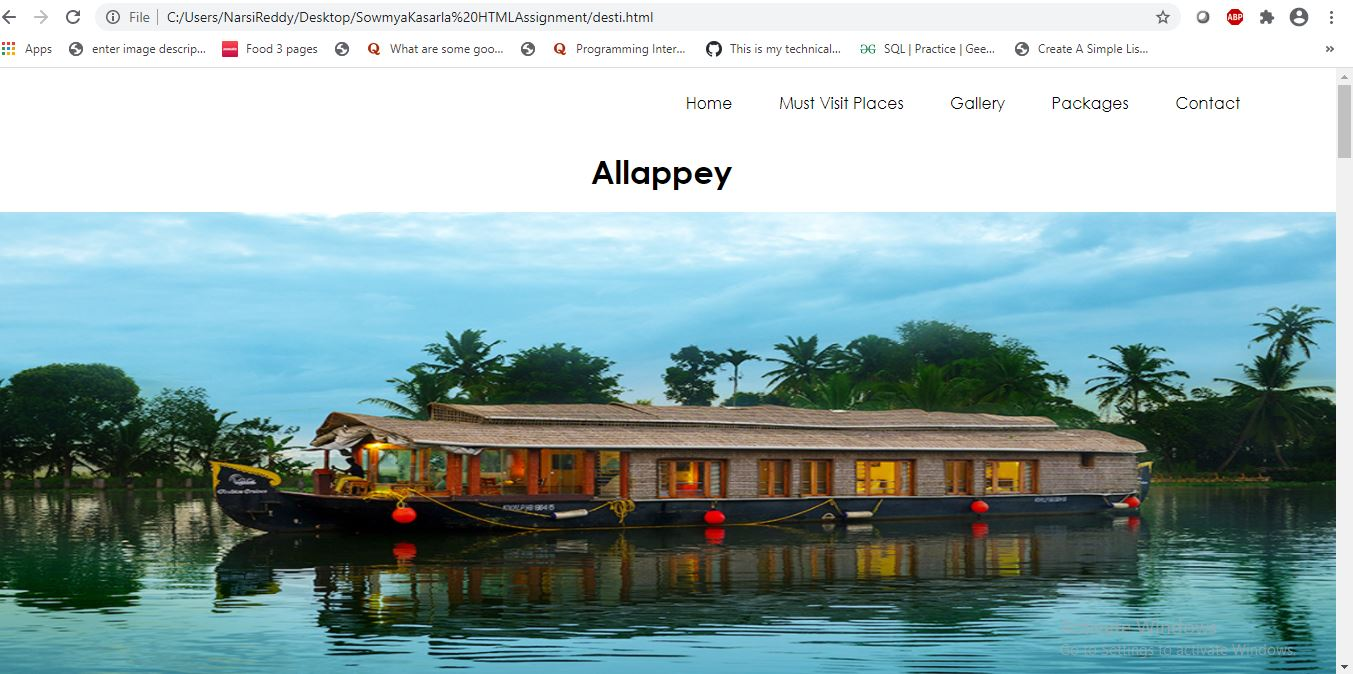 File | C:/Users/NarsiReddy/Desktop/SowmyaKasarla%20HTMLAssignment/desti.html
ABP
Apps enter image descrip... Food 3 pages Q What are some goo... Q Programming Inter... This is my technical... SQL | Practice | Gee... Create A Simple Lis... »
Home Must Visit Places Gallery Packages Contact
Allappey
Activate Windows
Go to Settings to activate Windows.